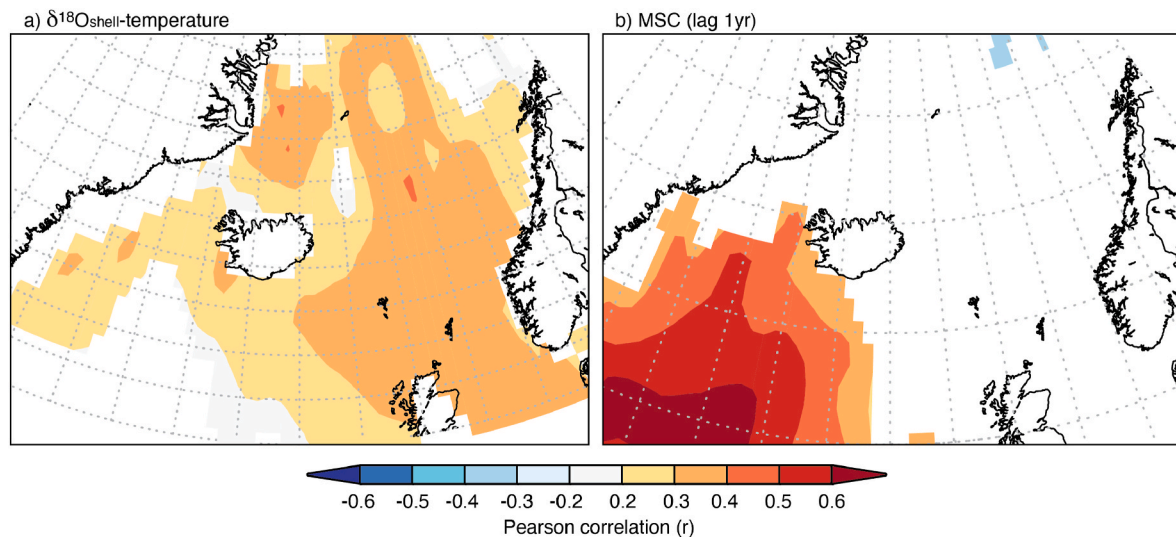 a) δ¹⁸Oshell-temperature
b) MSC (lag 1yr)
-0.6 -0.5 -0.4 -0.3 -0.2 0.2 0.3 0.4 0.5 0.6
Pearson correlation (r)